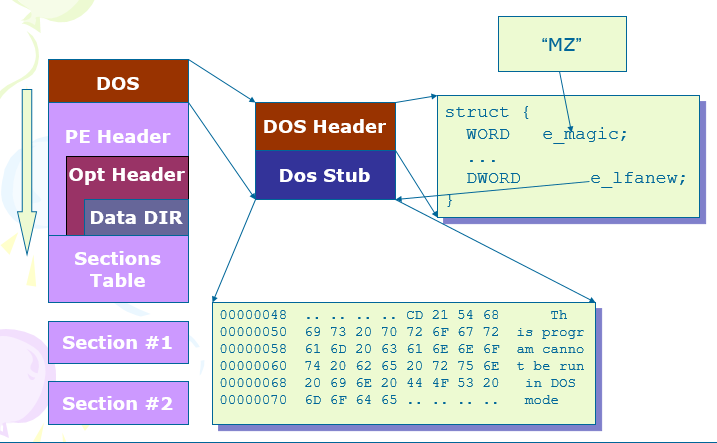 DOS
PE Header
Opt Header
Data DIR
Sections
Table
Section #1
Section #2
DOS Header
Dos Stub
“MZ”
struct {
WORD e_magic;
...
DWORD e_lfanew;
}
00000048 .. .. .. .. CD 21 54 68 Th
00000050 69 73 20 70 72 6F 67 72 is progr
00000058 61 6D 20 63 61 6E 6E 6F am canno
00000060 74 20 62 65 20 72 75 6E t be run
00000068 20 69 6E 20 44 4F 53 20 in DOS
00000070 6D 6F 64 65 .. .. .. .. mode